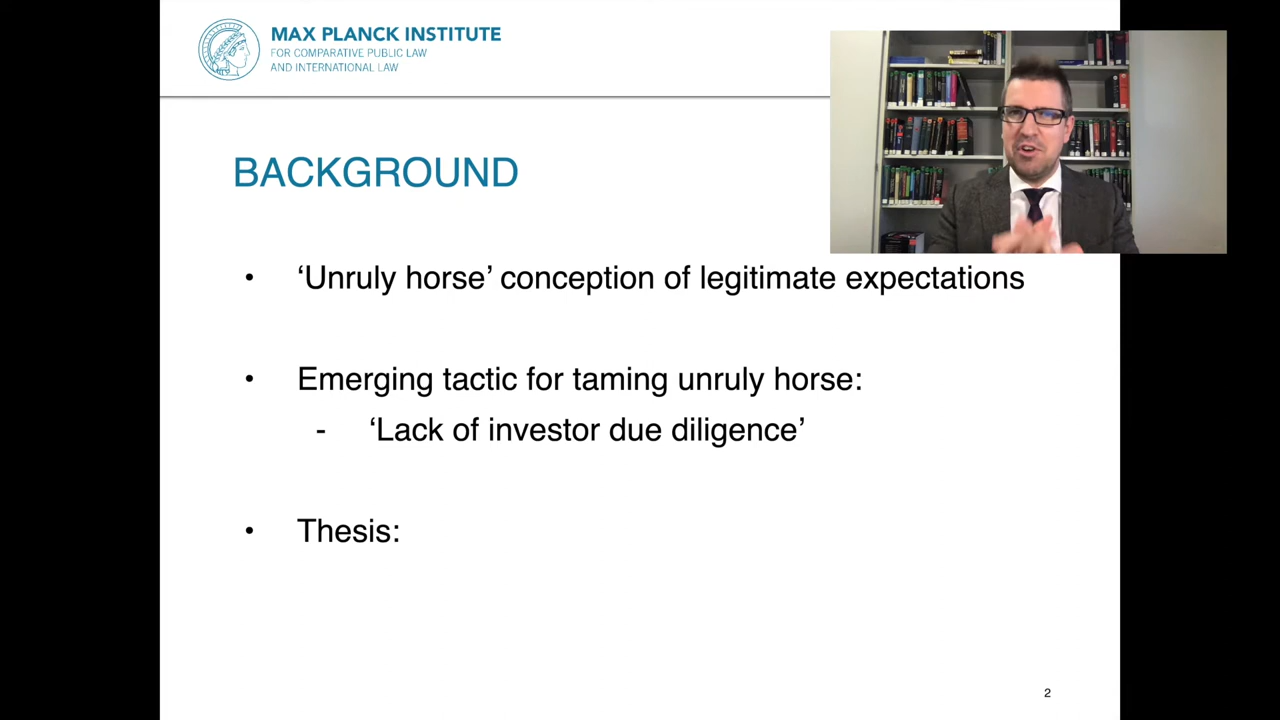 MAX PLANCK INSTITUTE
FOR COMPARATIVE PUBLIC LAW
AND INTERNATIONAL LAW
BACKGROUND
• ‘Unruly horse’ conception of legitimate expectations
• Emerging tactic for taming unruly horse:
- ‘Lack of investor due diligence’
• Thesis:
2